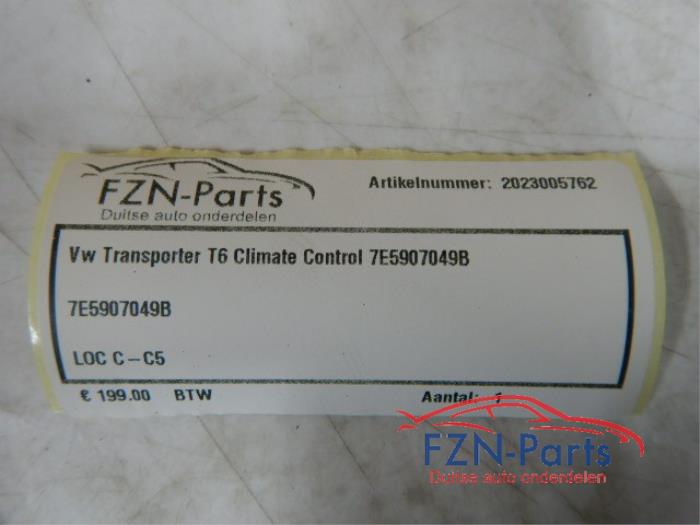 FZN-Parts
Duitse auto onderdelen
Artikelnummer: 2023005762
Vw Transporter T6 Climate Control 7E5907049B
7E5907049B
LOC C-C5
€ 199.00 BTW
Aantal: 1
FZN-Parts
Duitse auto onderdelen